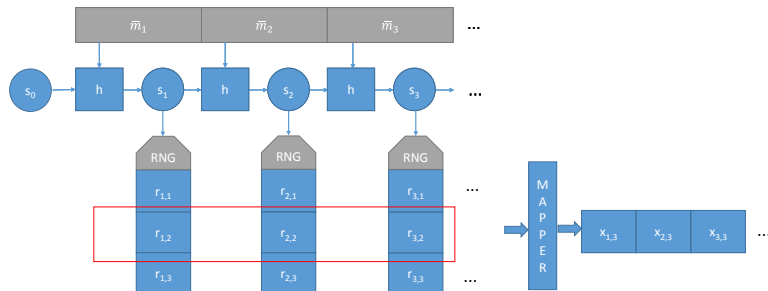 m̅₁ m̅₂ m̅₃ ...
s₀ h s₁ h s₂ h s₃ ...
RNG RNG RNG
r₁,₁ r₂,₁ r₃,₁ ...
r₁,₂ r₂,₂ r₃,₂
r₁,₃ r₂,₃ r₃,₃ ...
MAPPER
x₁,₃ x₂,₃ x₃,₃ ...